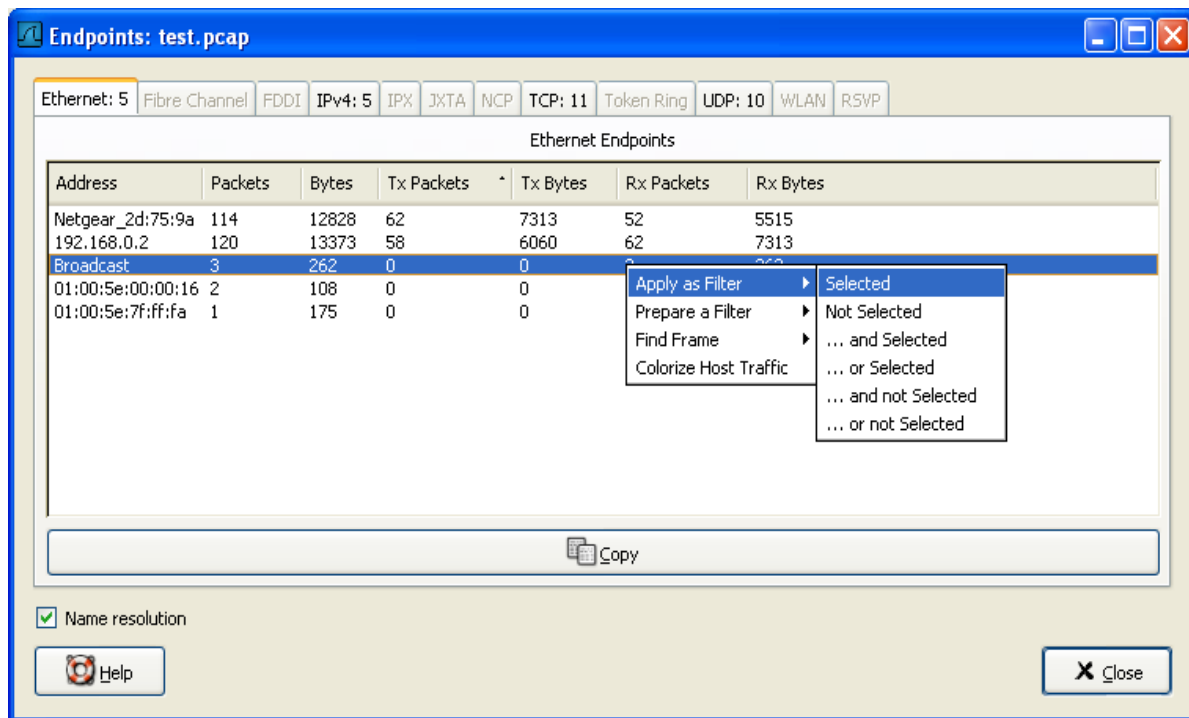 Endpoints: test.pcap
Ethernet: 5 Fibre Channel FDDI IPv4: 5 IPX JXTA NCP TCP: 11 Token Ring UDP: 10 WLAN RSVP
Ethernet Endpoints
Address Packets Bytes Tx Packets Tx Bytes Rx Packets Rx Bytes
Netgear_2d:75:9a 114 12828 62 7313 52 5515
192.168.0.2 120 13373 58 6060 62 7313
Broadcast 3 262 0 0
01:00:5e:00:00:16 2 108 0 0
01:00:5e:7f:ff:fa 1 175 0 0
Apply as Filter
Prepare a Filter
Find Frame
Colorize Host Traffic
Selected
Not Selected
... and Selected
... or Selected
... and not Selected
... or not Selected
Copy
Name resolution
Help
Close